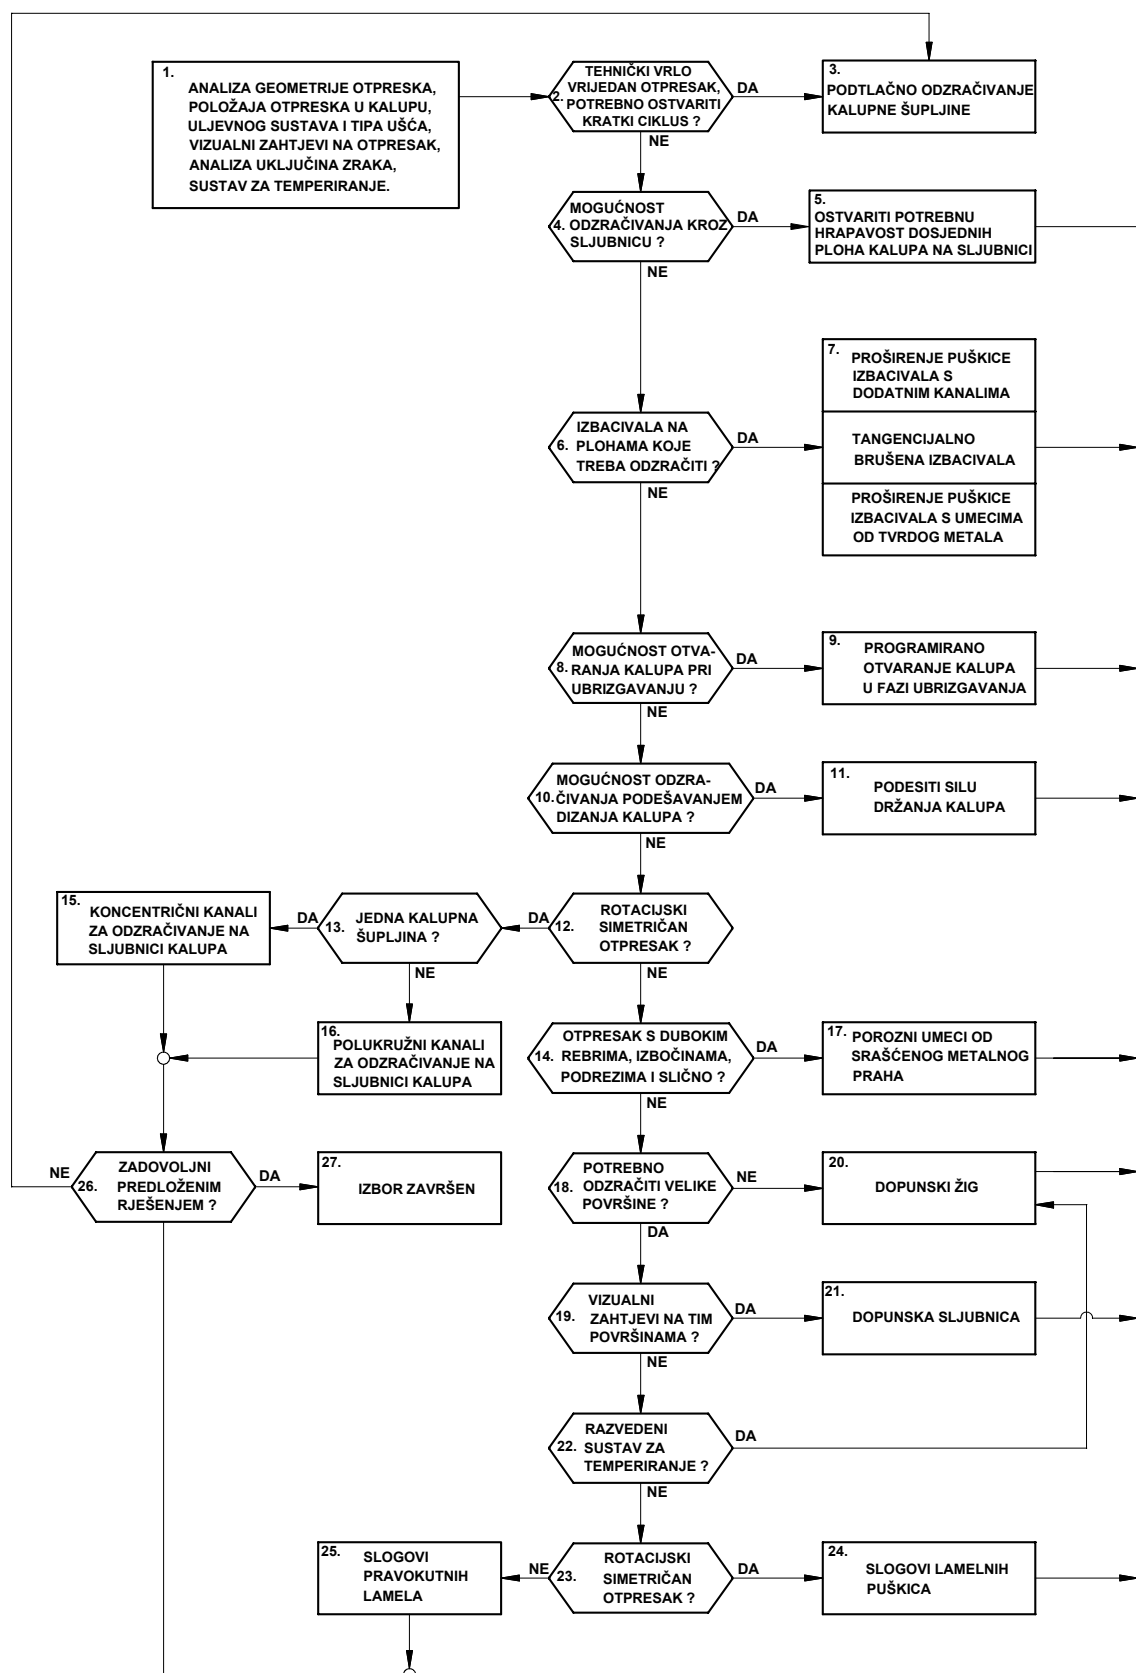 1.
ANALIZA GEOMETRIJE OTPRESKA,
POLOŽAJA OTPRESKA U KALUPU,
ULJEVNOG SUSTAVA I TIPA UŠĆA,
VIZUALNI ZAHTJEVI NA OTPRESAK,
ANALIZA UKLJUČINA ZRAKA,
SUSTAV ZA TEMPERIRANJE.
TEHNIČKI VRLO
VRIJEDAN OTPRESAK,
2. POTREBNO OSTVARITI
KRATKI CIKLUS ?
DA
NE
3.
PODTLAČNO ODZRAČIVANJE
KALUPNE ŠUPLJINE
MOGUĆNOST
4. ODZRAČIVANJA KROZ
SLJUBNICU ?
DA
NE
5.
OSTVARITI POTREBNU
HRAPAVOST DOSJEDNIH
PLOHA KALUPA NA SLJUBNICI
IZBACIVALA NA
6. PLOHAMA KOJE
TREBA ODZRAČITI ?
DA
NE
7.
PROŠIRENJE PUŠKICE
IZBACIVALA S
DODATNIM KANALIMA
TANGENCIJALNO
BRUŠENA IZBACIVALA
PROŠIRENJE PUŠKICE
IZBACIVALA S UMECIMA
OD TVRDOG METALA
MOGUĆNOST OTVA-
8. RANJA KALUPA PRI
UBRIZGAVANJU ?
DA
NE
9.
PROGRAMIRANO
OTVARANJE KALUPA
U FAZI UBRIZGAVANJA
MOGUĆNOST ODZRA-
10. ČIVANJA PODEŠAVANJEM
DIZANJA KALUPA ?
DA
NE
11.
PODESITI SILU
DRŽANJA KALUPA
ROTACIJSKI
12. SIMETRIČAN
OTPRESAK ?
DA
NE
JEDNA KALUPNA
13. ŠUPLJINA ?
DA
NE
15.
KONCENTRIČNI KANALI
ZA ODZRAČIVANJE NA
SLJUBNICI KALUPA
16.
POLUKRUŽNI KANALI
ZA ODZRAČIVANJE NA
SLJUBNICI KALUPA
OTPRESAK S DUBOKIM
14. REBRIMA, IZBOČINAMA,
PODREZIMA I SLIČNO ?
DA
NE
17.
POROZNI UMECI OD
SRAŠĆENOG METALNOG
PRAHA
ZADOVOLJNI
26. PREDLOŽENIM
RJEŠENJEM ?
NE
DA
27.
IZBOR ZAVRŠEN
POTREBNO
18. ODZRAČITI VELIKE
POVRŠINE ?
NE
DA
20.
DOPUNSKI ŽIG
VIZUALNI
19. ZAHTJEVI NA TIM
POVRŠINAMA ?
DA
NE
21.
DOPUNSKA SLJUBNICA
RAZVEDENI
22. SUSTAV ZA
TEMPERIRANJE ?
DA
NE
ROTACIJSKI
23. SIMETRIČAN
OTPRESAK ?
NE
DA
25.
SLOGOVI
PRAVOKUTNIH
LAMELA
24.
SLOGOVI LAMELNIH
PUŠKICA